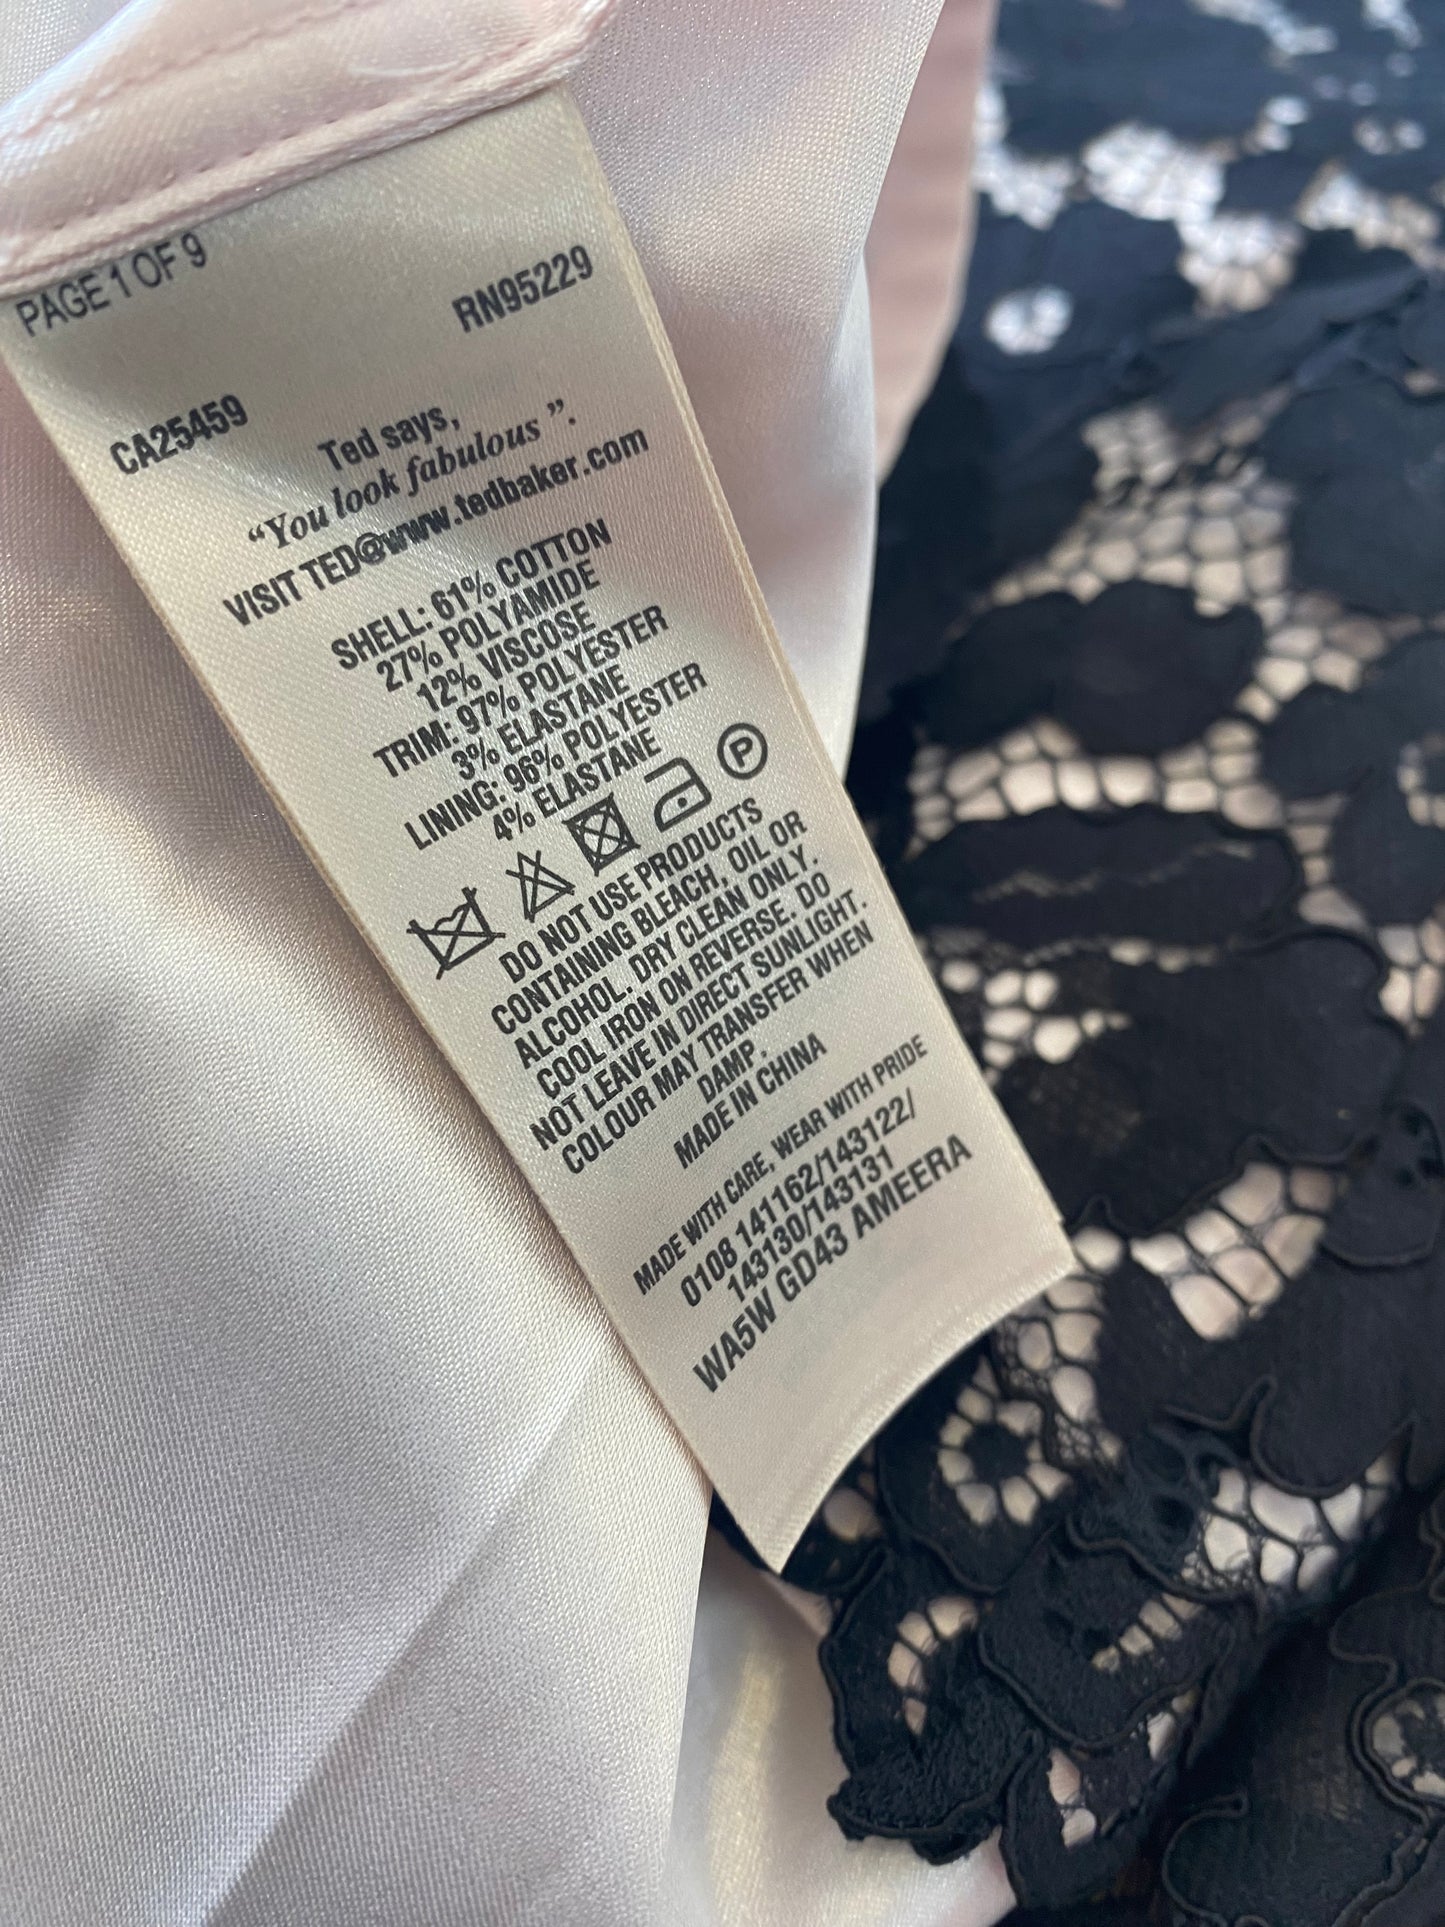 PAGE 1 OF 9
RN95229
CA25459
Ted says,
“You look fabulous ”.
VISIT TED@www.tedbaker.com
SHELL: 61% COTTON
27% POLYAMIDE
12% VISCOSE
TRIM: 97% POLYESTER
3% ELASTANE
LINING: 96% POLYESTER
4% ELASTANE
P
DO NOT USE PRODUCTS
CONTAINING BLEACH, OIL OR
ALCOHOL. DRY CLEAN ONLY.
COOL IRON ON REVERSE. DO
NOT LEAVE IN DIRECT SUNLIGHT.
COLOUR MAY TRANSFER WHEN
DAMP.
MADE IN CHINA
MADE WITH CARE, WEAR WITH PRIDE
0108 141162/143122/
143130/143131
WA5W GD43 AMEERA